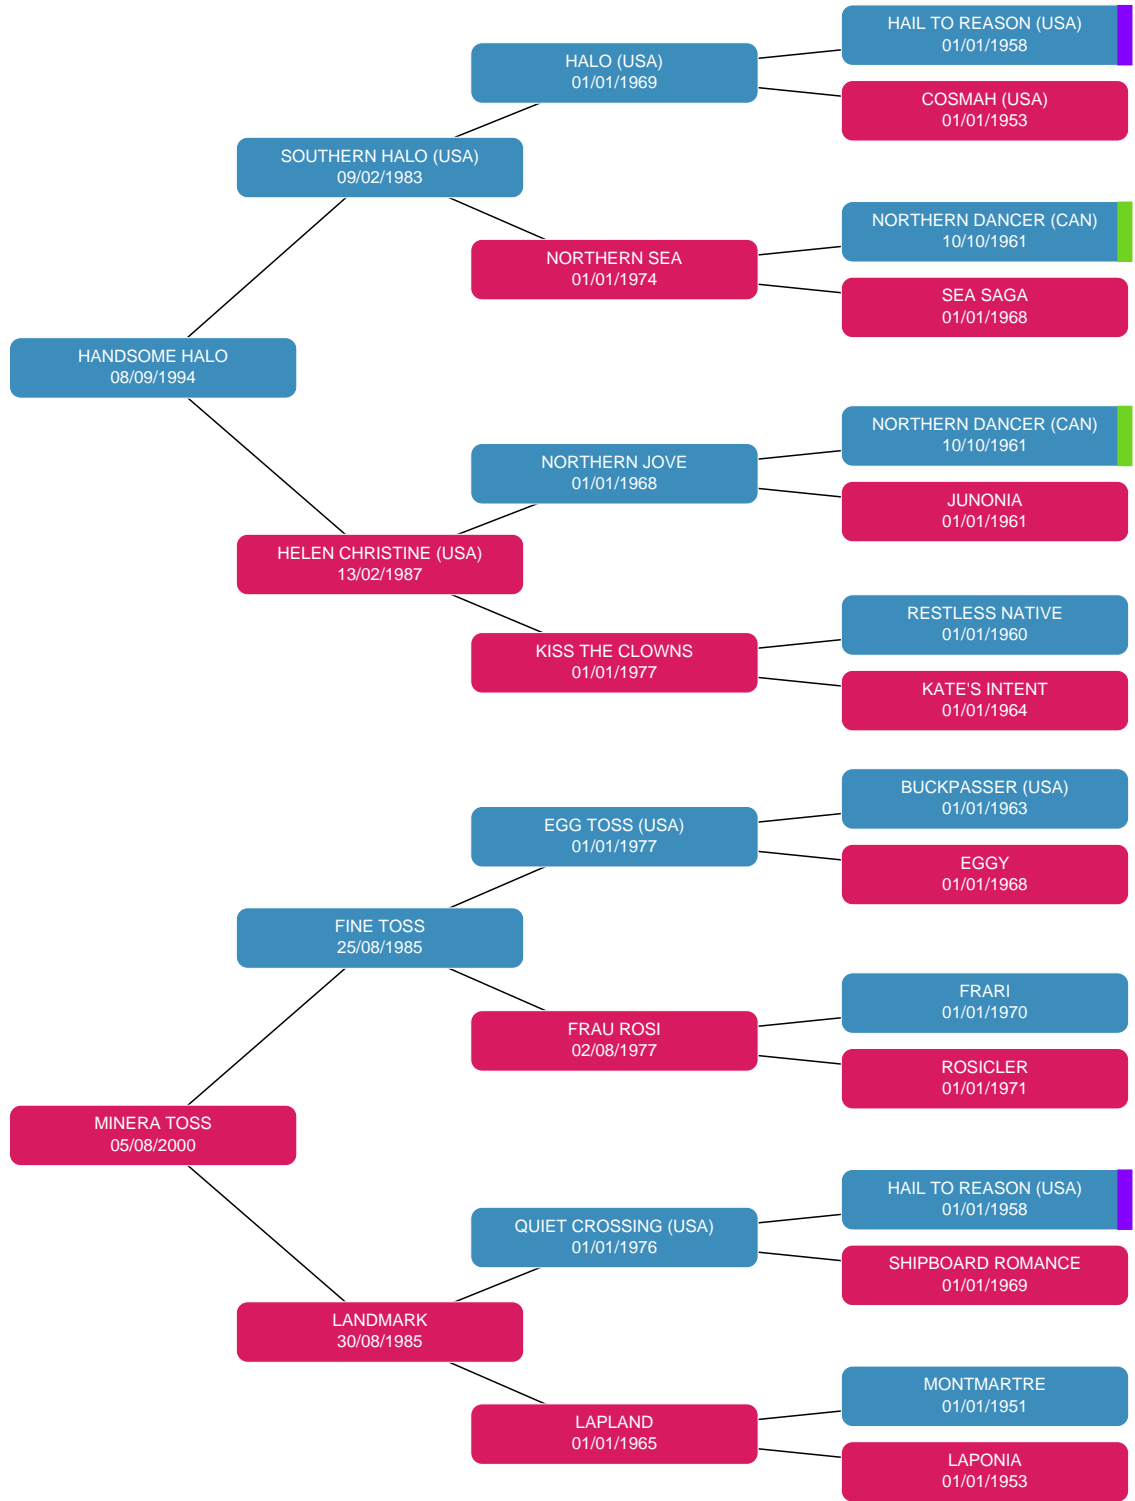 HAIL TO REASON (USA)
01/01/1958
HALO (USA)
01/01/1969
COSMAH (USA)
01/01/1953
SOUTHERN HALO (USA)
09/02/1983
NORTHERN DANCER (CAN)
10/10/1961
NORTHERN SEA
01/01/1974
SEA SAGA
01/01/1968
HANDSOME HALO
08/09/1994
NORTHERN DANCER (CAN)
10/10/1961
NORTHERN JOVE
01/01/1968
JUNONIA
01/01/1961
HELEN CHRISTINE (USA)
13/02/1987
RESTLESS NATIVE
01/01/1960
KISS THE CLOWNS
01/01/1977
KATE'S INTENT
01/01/1964
BUCKPASSER (USA)
01/01/1963
EGG TOSS (USA)
01/01/1977
EGGY
01/01/1968
FINE TOSS
25/08/1985
FRARI
01/01/1970
FRAU ROSI
02/08/1977
ROSICLER
01/01/1971
MINERA TOSS
05/08/2000
HAIL TO REASON (USA)
01/01/1958
QUIET CROSSING (USA)
01/01/1976
SHIPBOARD ROMANCE
01/01/1969
LANDMARK
30/08/1985
MONTMARTRE
01/01/1951
LAPLAND
01/01/1965
LAPONIA
01/01/1953